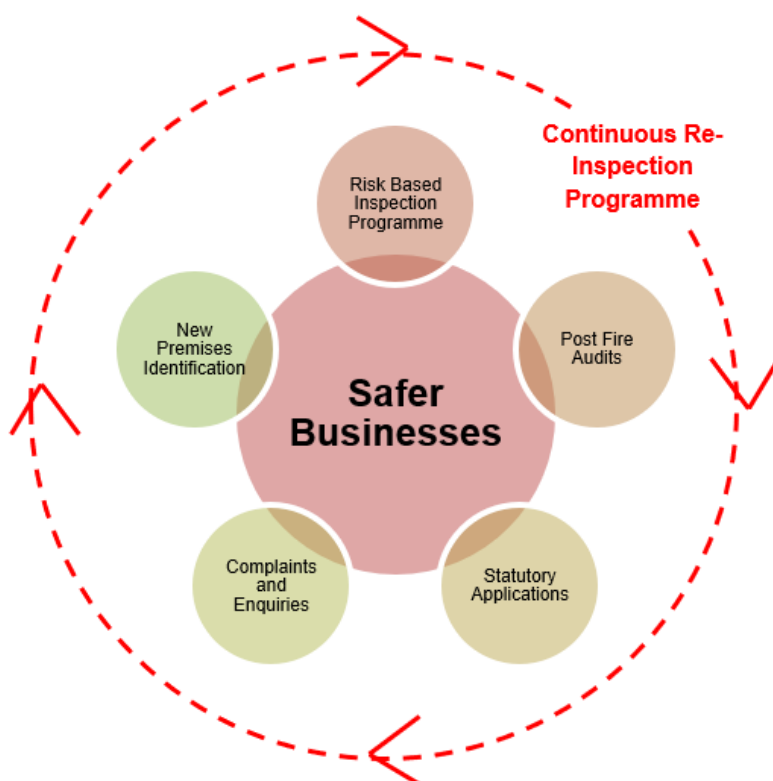 Continuous Re-
Inspection
Programme
Risk Based
Inspection
Programme
New
Premises
Identification
Post Fire
Audits
Safer
Businesses
Complaints
and
Enquiries
Statutory
Applications